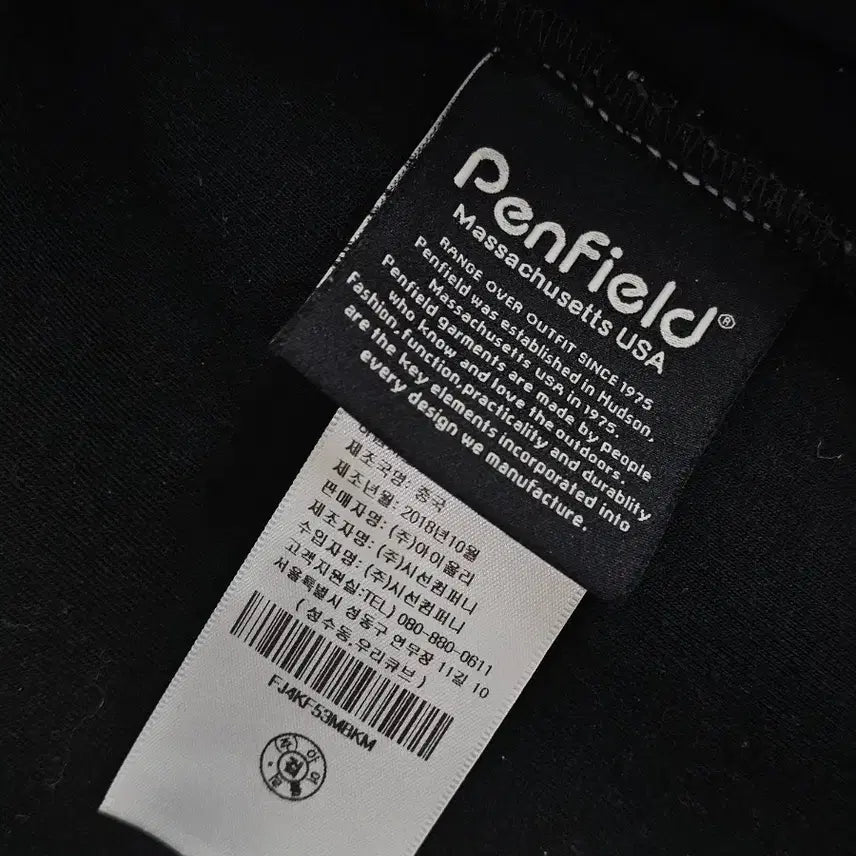 Penfield®
Massachusetts USA
RANGE OVER OUTFIT SINCE 1975
Penfield was established in Hudson,
Massachusetts usa in 1975.
Penfield garments are made by people
who know and love the outdoors.
Fashion,function,practicality and durablity
are the key elements incorporated into
every design we manufacture.
제조국명: 중국
제조년월: 2018년10월
판매자명: (주)아이올리
제조자명: (주)시선컴퍼니
수입자명: (주)시선컴퍼니
고객지원실:TEL) 080-880-0611
서울특별시 성동구 연무장 11길 10
(성수동,우리큐브)
FJ4KF53MBKM